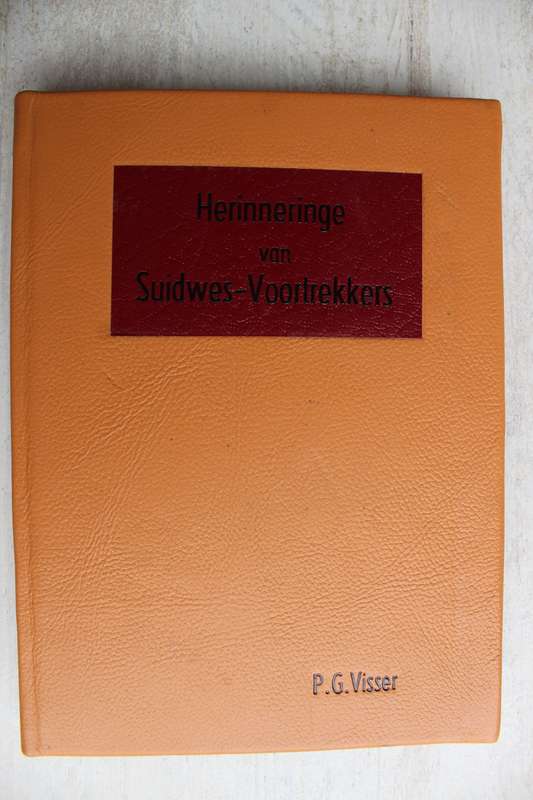 Herinneringe
van
Suidwes-Voortrekkers
P.G.Visser